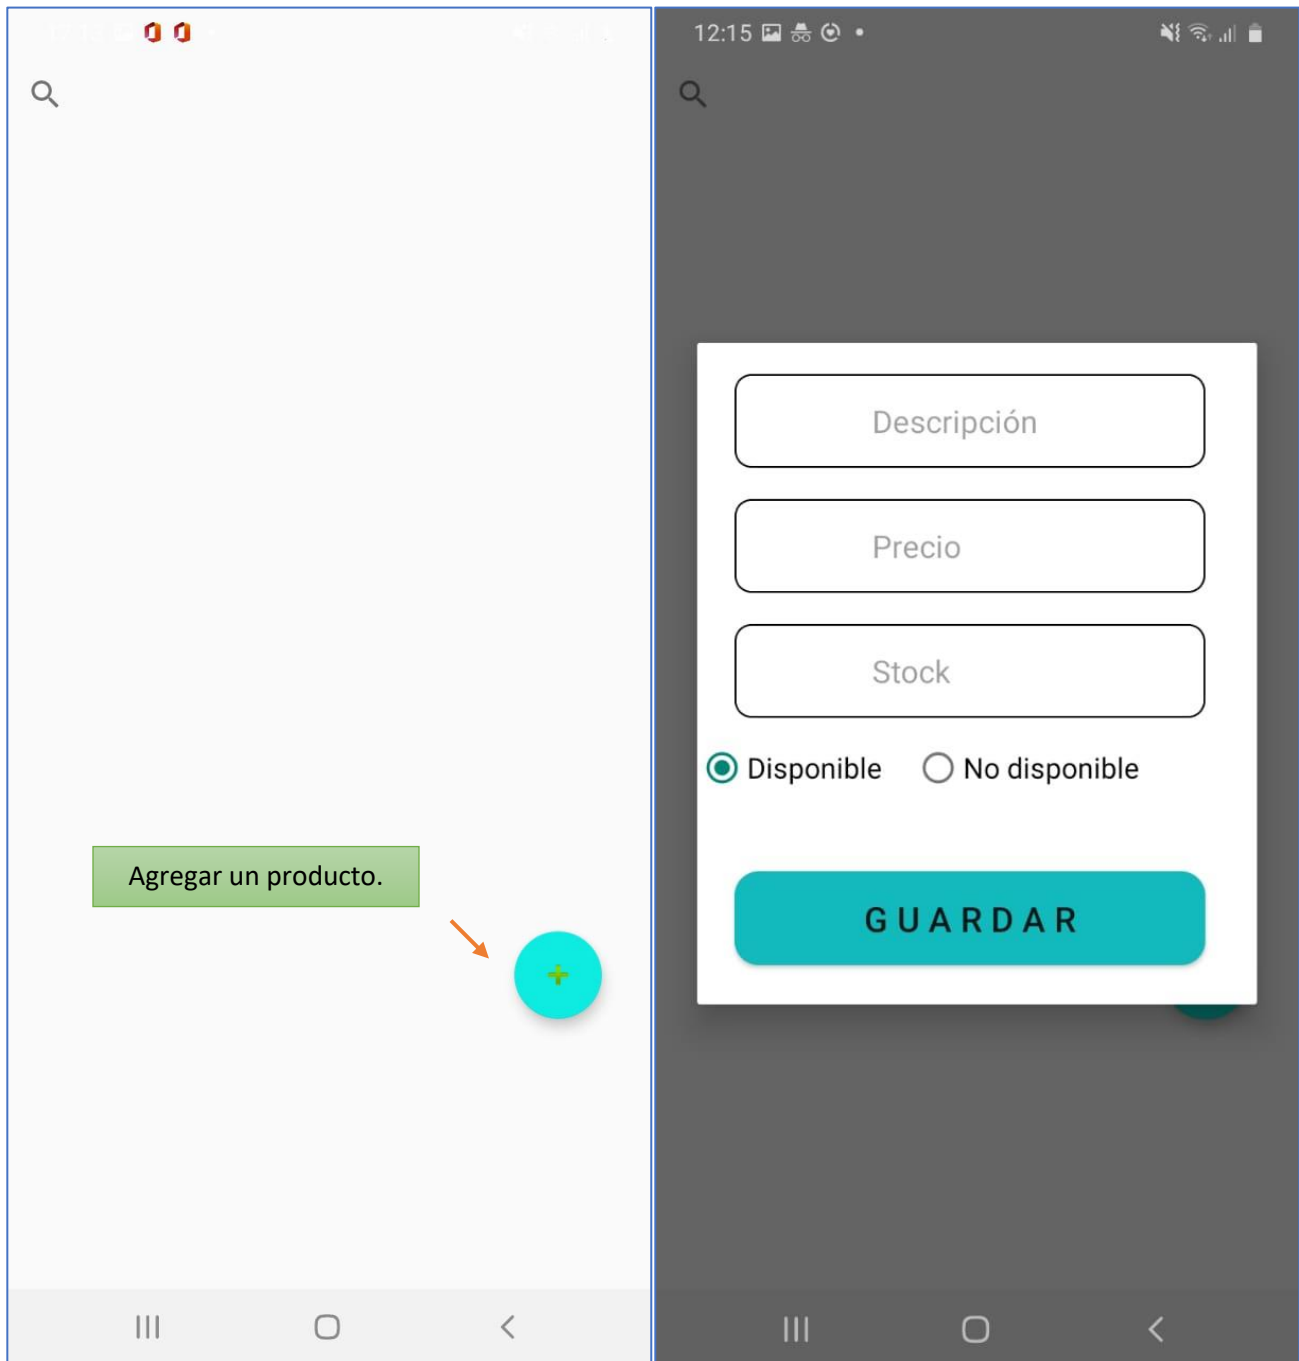 Agregar un producto.
12:15
Descripción
Precio
Stock
Disponible No disponible
GUARDAR